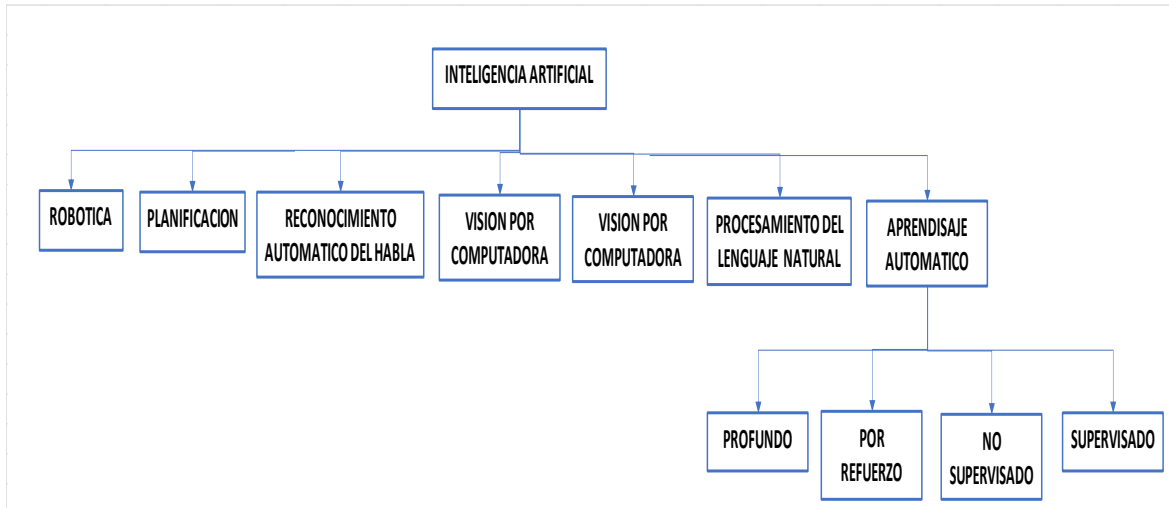 INTELIGENCIA ARTIFICIAL
ROBOTICA
PLANIFICACION
RECONOCIMIENTO
AUTOMATICO DEL HABLA
VISION POR
COMPUTADORA
VISION POR
COMPUTADORA
PROCESAMIENTO DEL
LENGUAJE NATURAL
APRENDISAJE
AUTOMATICO
PROFUNDO
POR
REFUERZO
NO
SUPERVISADO
SUPERVISADO